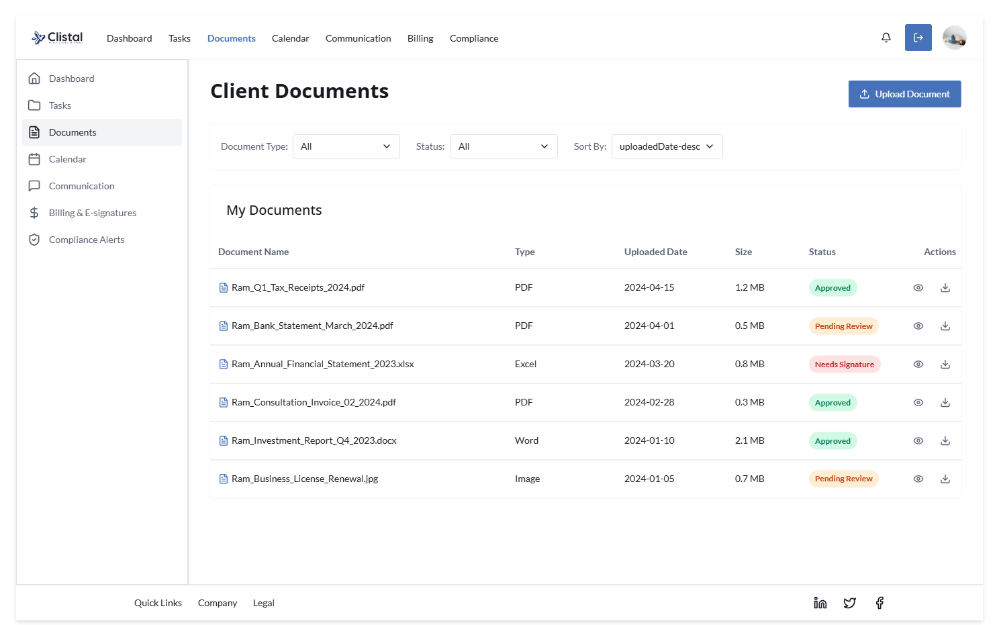 Clistal
Dashboard Tasks Documents Calendar Communication Billing Compliance
Dashboard
Tasks
Documents
Calendar
Communication
Billing & E-signatures
Compliance Alerts
Client Documents
Upload Document
Document Type: All Status: All Sort By: uploadedDate-desc
My Documents
Document Name Type Uploaded Date Size Status Actions
Ram_Q1_Tax_Receipts_2024.pdf PDF 2024-04-15 1.2 MB Approved
Ram_Bank_Statement_March_2024.pdf PDF 2024-04-01 0.5 MB Pending Review
Ram_Annual_Financial_Statement_2023.xlsx Excel 2024-03-20 0.8 MB Needs Signature
Ram_Consultation_Invoice_02_2024.pdf PDF 2024-02-28 0.3 MB Approved
Ram_Investment_Report_Q4_2023.docx Word 2024-01-10 2.1 MB Approved
Ram_Business_License_Renewal.jpg Image 2024-01-05 0.7 MB Pending Review
Quick Links Company Legal